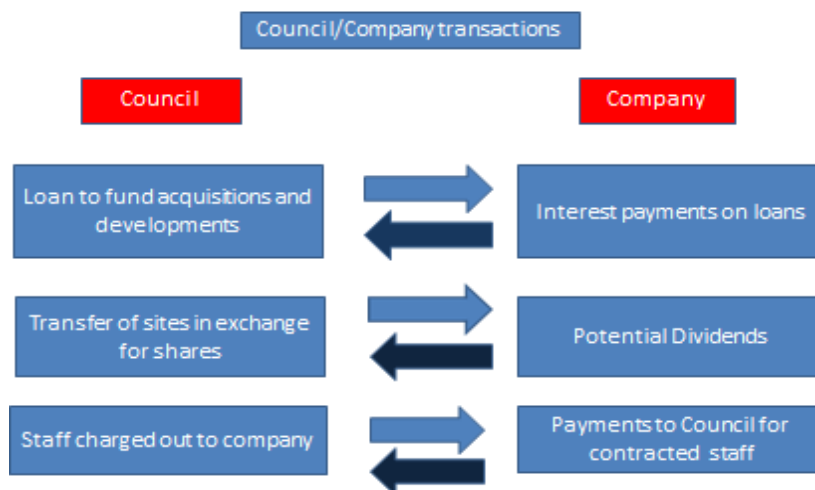 Council/Company transactions
Council
Company
Loan to fund acquisitions and
developments
Interest payments on loans
Transfer of sites in exchange
for shares
Potential Dividends
Staff charged out to company
Payments to Council for
contracted staff